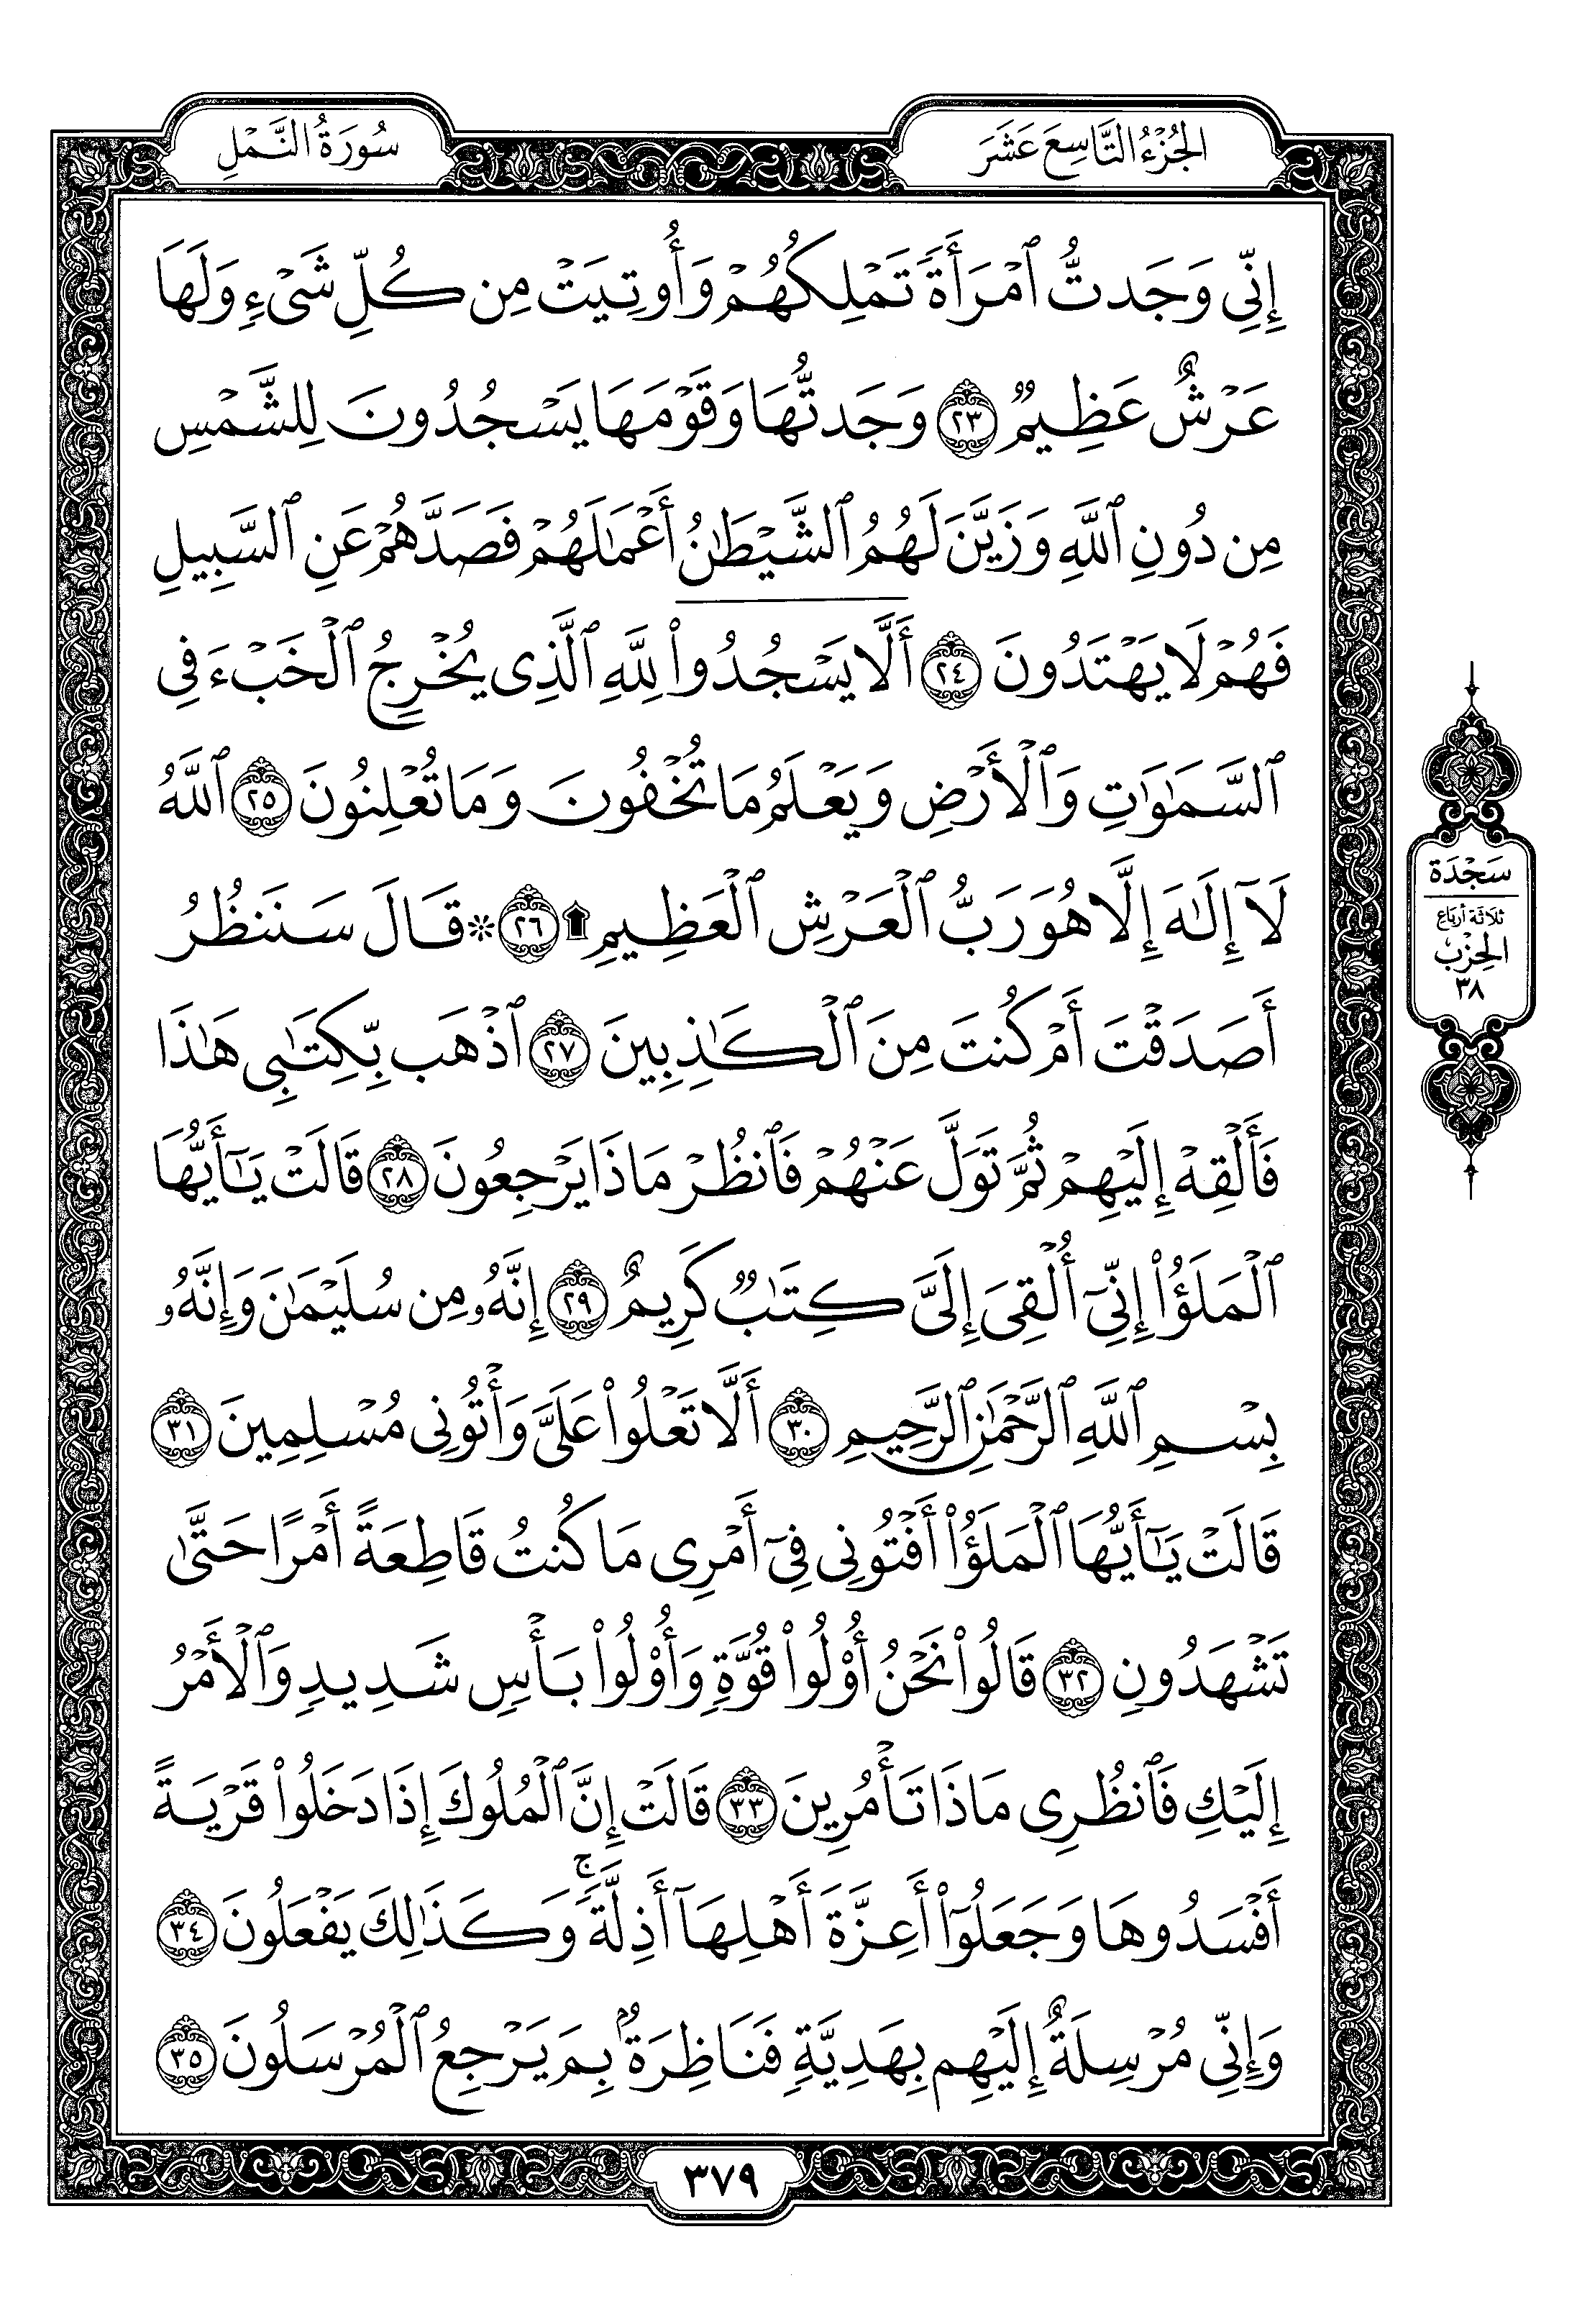 الجُزْءُ التَّاسِعَ عَشَرَ
سُورَةُ النَّمْلِ
إِنِّي وَجَدتُّ ٱمْرَأَةً تَمْلِكُهُمْ وَأُوتِيَتْ مِن كُلِّ شَىْءٍ وَلَهَا
عَرْشٌ عَظِيمٌ ٢٣ وَجَدتُّهَا وَقَوْمَهَا يَسْجُدُونَ لِلشَّمْسِ
مِن دُونِ ٱللَّهِ وَزَيَّنَ لَهُمُ ٱلشَّيْطَٰنُ أَعْمَٰلَهُمْ فَصَدَّهُمْ عَنِ ٱلسَّبِيلِ
فَهُمْ لَا يَهْتَدُونَ ٢٤ أَلَّا يَسْجُدُوا۟ لِلَّهِ ٱلَّذِى يُخْرِجُ ٱلْخَبْءَ فِى
ٱلسَّمَٰوَٰتِ وَٱلْأَرْضِ وَيَعْلَمُ مَا تُخْفُونَ وَمَا تُعْلِنُونَ ٢٥ ٱللَّهُ
لَآ إِلَٰهَ إِلَّا هُوَ رَبُّ ٱلْعَرْشِ ٱلْعَظِيمِ ۩ ٢٦ * قَالَ سَنَنظُرُ
أَصَدَقْتَ أَمْ كُنتَ مِنَ ٱلْكَٰذِبِينَ ٢٧ ٱذْهَب بِّكِتَٰبِى هَٰذَا
فَأَلْقِهْ إِلَيْهِمْ ثُمَّ تَوَلَّ عَنْهُمْ فَٱنظُرْ مَاذَا يَرْجِعُونَ ٢٨ قَالَتْ يَٰٓأَيُّهَا
ٱلْمَلَؤُا۟ إِنِّىٓ أُلْقِىَ إِلَىَّ كِتَٰبٌ كَرِيمٌ ٢٩ إِنَّهُۥ مِن سُلَيْمَٰنَ وَإِنَّهُۥ
بِسْمِ ٱللَّهِ ٱلرَّحْمَٰنِ ٱلرَّحِيمِ ٣٠ أَلَّا تَعْلُوا۟ عَلَىَّ وَأْتُونِى مُسْلِمِينَ ٣١
قَالَتْ يَٰٓأَيُّهَا ٱلْمَلَؤُا۟ أَفْتُونِى فِىٓ أَمْرِى مَا كُنتُ قَاطِعَةً أَمْرًا حَتَّىٰ
تَشْهَدُونِ ٣٢ قَالُوا۟ نَحْنُ أُو۟لُوا۟ قُوَّةٍ وَأُو۟لُوا۟ بَأْسٍ شَدِيدٍ وَٱلْأَمْرُ
إِلَيْكِ فَٱنظُرِى مَاذَا تَأْمُرِينَ ٣٣ قَالَتْ إِنَّ ٱلْمُلُوكَ إِذَا دَخَلُوا۟ قَرْيَةً
أَفْسَدُوهَا وَجَعَلُوٓا۟ أَعِزَّةَ أَهْلِهَآ أَذِلَّةً ۚ وَكَذَٰلِكَ يَفْعَلُونَ ٣٤
وَإِنِّى مُرْسِلَةٌ إِلَيْهِم بِهَدِيَّةٍ فَنَاظِرَةٌۢ بِمَ يَرْجِعُ ٱلْمُرْسَلُونَ ٣٥
سَجْدَة
ثلاثة أرباع
الحِزْب
٣٨
٣٧٩